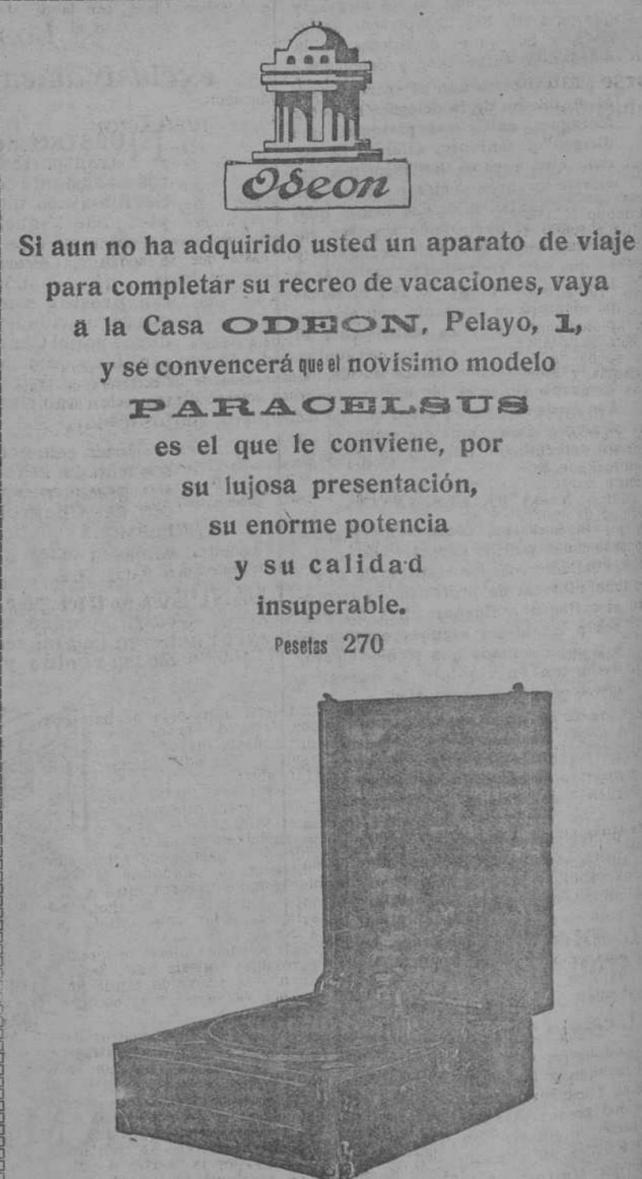 Odeon
Si aun no ha adquirido usted un aparato de viaje
para completar su recreo de vacaciones, vaya
a la Casa ODEON, Pelayo, 1,
y se convencerá que el novísimo modelo
PARACELSUS
es el que le conviene, por
su lujosa presentación,
su enorme potencia
y su calidad
insuperable.
Pesetas 270